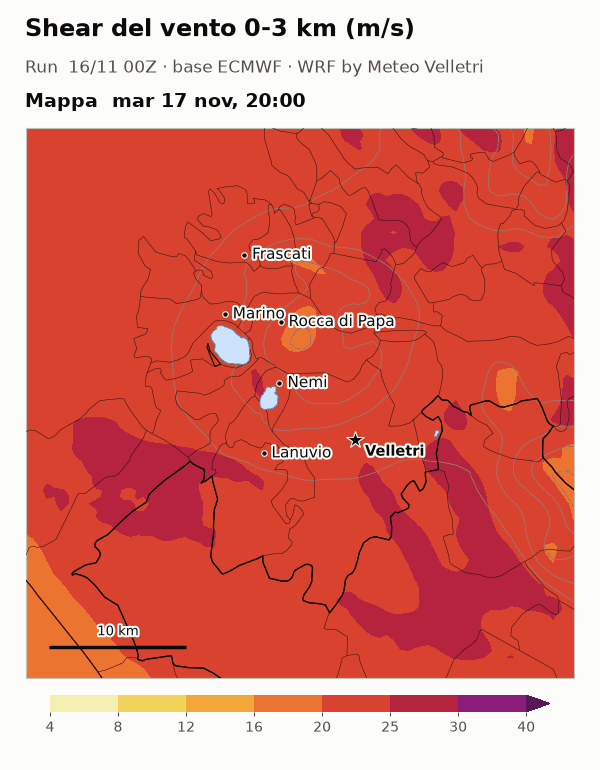 Shear del vento 0-3 km (m/s)
Run  16/11 00Z · base ECMWF · WRF by Meteo Velletri
Mappa  mar 17 nov, 20:00
Frascati
Marino
Rocca di Papa
Nemi
Velletri
Lanuvio
10 km
4 8 12 16 20 25 30 40